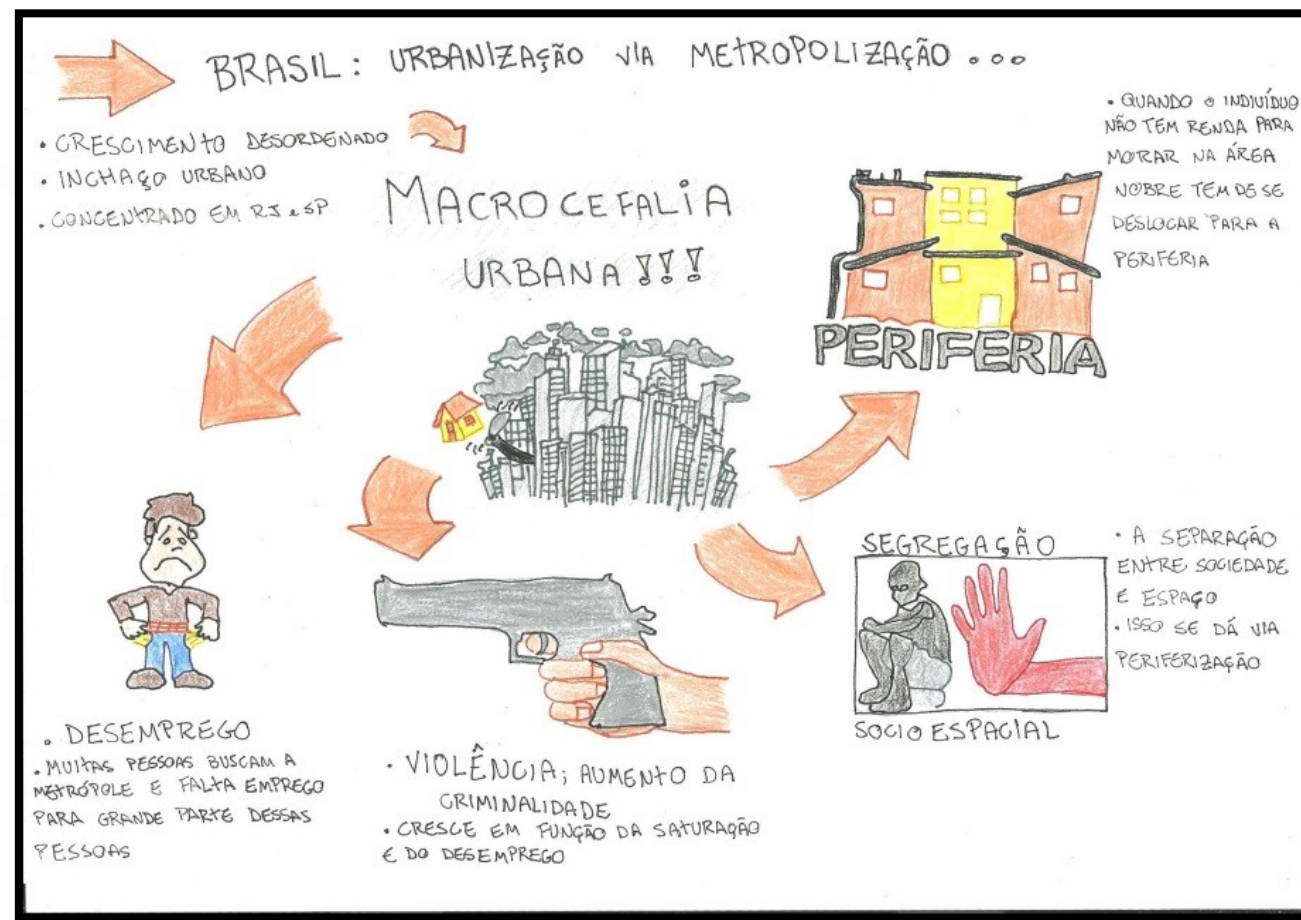 BRASIL: URBANIZAÇÃO VIA METROPOLIZAÇÃO...
• CRESCIMENTO DESORDENADO
• INCHAÇO URBANO
• CONCENTRADO EM RJ e SP
MACROCEFALIA
URBANA!!!
• QUANDO O INDIVÍDUO
NÃO TEM RENDA PARA
MORAR NA ÁREA
NOBRE TEM DE SE
DESLOCAR PARA A
PERIFERIA
PERIFERIA
• DESEMPREGO
• MUITAS PESSOAS BUSCAM A
METRÓPOLE E FALTA EMPREGO
PARA GRANDE PARTE DESSAS
PESSOAS
• VIOLÊNCIA; AUMENTO DA
CRIMINALIDADE
• CRESCE EM FUNÇÃO DA SATURAÇÃO
E DO DESEMPREGO
SEGREGAÇÃO
SOCIO ESPACIAL
• A SEPARAÇÃO
ENTRE SOCIEDADE
E ESPAÇO
• ISSO SE DÁ VIA
PERIFERIZAÇÃO